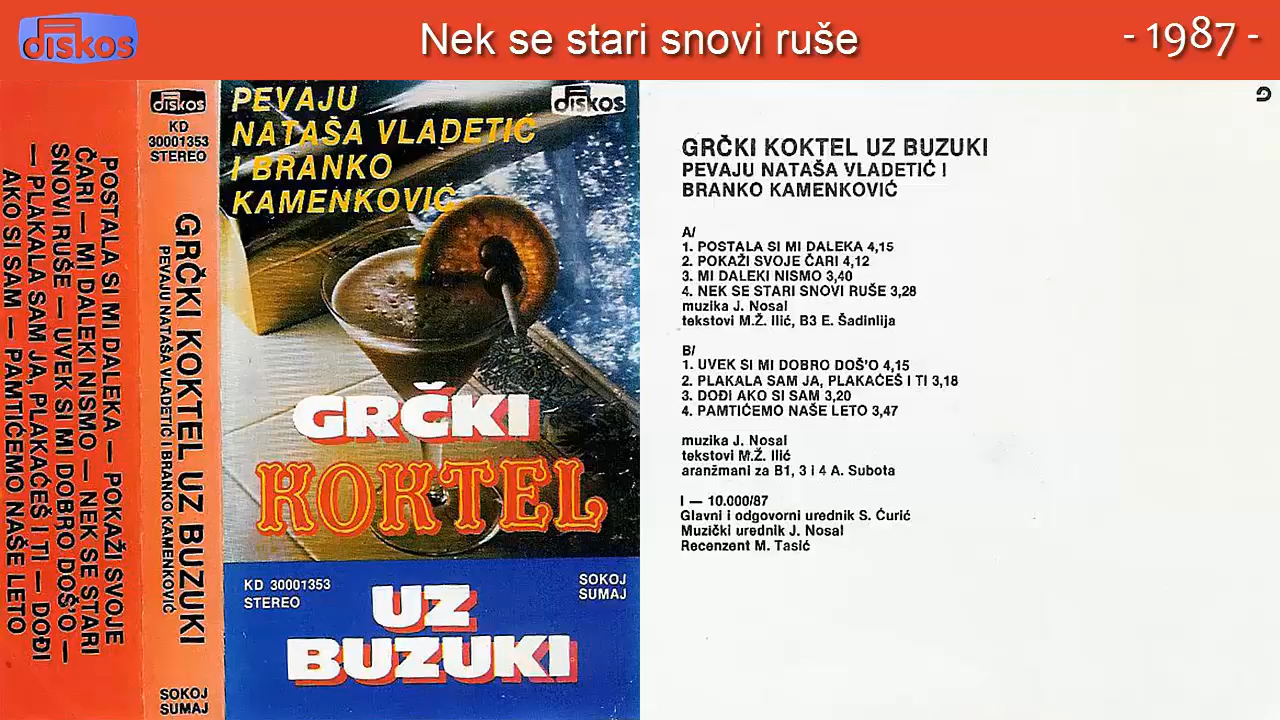 diskos
Nek se stari snovi ruše
- 1987 -
POSTALA SI MI DALEKA — POKAŽI SVOJE
ČARI — MI DALEKI NISMO — NEK SE STARI
SNOVI RUŠE — UVEK SI MI DOBRO DOŠ'O —
— PLAKALA SAM JA, PLAKAĆEŠ I TI — DOĐI
AKO SI SAM — PAMTIĆEMO NAŠE LETO
diskos
KD
30001353
STEREO
GRČKI KOKTEL UZ BUZUKI
PEVAJU NATAŠA VLADETIĆ I BRANKO KAMENKOVIĆ
SOKOJ
SUMAJ
PEVAJU
NATAŠA VLADETIĆ
I BRANKO
KAMENKOVIĆ
diskos
GRČKI
KOKTEL
KD 30001353
STEREO
SOKOJ
SUMAJ
UZ
BUZUKI
GRČKI KOKTEL UZ BUZUKI
PEVAJU NATAŠA VLADETIĆ I
BRANKO KAMENKOVIĆ
A/
1. POSTALA SI MI DALEKA 4,15
2. POKAŽI SVOJE ČARI 4,12
3. MI DALEKI NISMO 3,40
4. NEK SE STARI SNOVI RUŠE 3,28
muzika J. Nosal
tekstovi M.Ž. Ilić, B3 E. Šadinlija
B/
1. UVEK SI MI DOBRO DOŠ'O 4,15
2. PLAKALA SAM JA, PLAKAĆEŠ I TI 3,18
3. DOĐI AKO SI SAM 3,20
4. PAMTIĆEMO NAŠE LETO 3,47
muzika J. Nosal
tekstovi M.Ž. Ilić
aranžmani za B1, 3 i 4 A. Subota
I — 10.000/87
Glavni i odgovorni urednik S. Ćurić
Muzički urednik J. Nosal
Recenzent M. Tasić